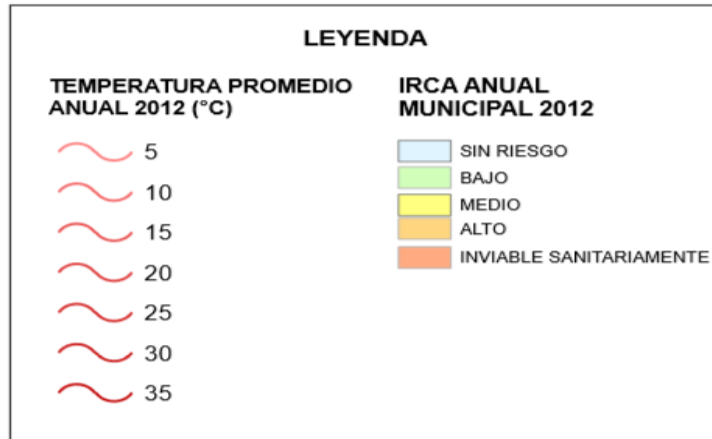 LEYENDA
TEMPERATURA PROMEDIO
ANUAL 2012 (°C)
5
10
15
20
25
30
35
IRCA ANUAL
MUNICIPAL 2012
SIN RIESGO
BAJO
MEDIO
ALTO
INVIABLE SANITARIAMENTE